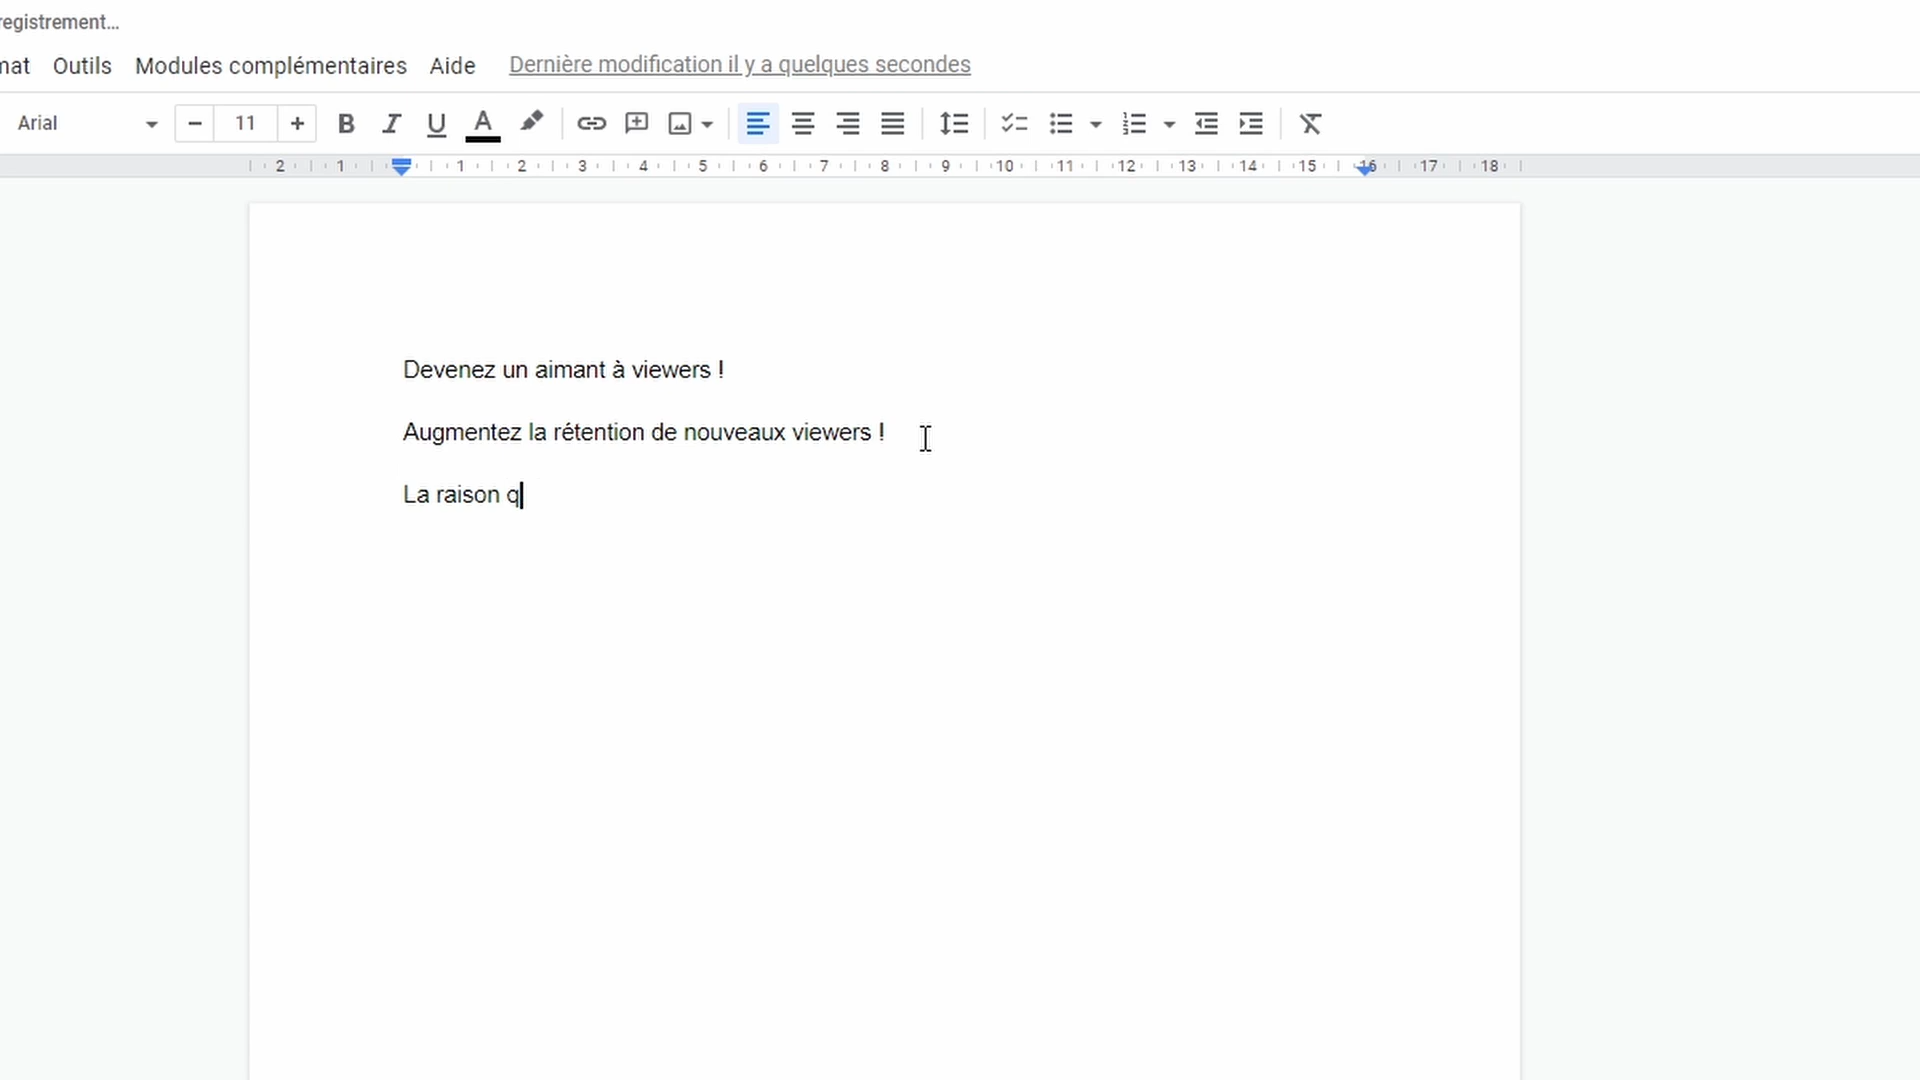 registrement…
mat Outils Modules complémentaires Aide Dernière modification il y a quelques secondes
Arial 11 B I U A
2 1 1 2 3 4 5 6 7 8 9 10 11 12 13 14 15 16 17 18
Devenez un aimant à viewers !
Augmentez la rétention de nouveaux viewers !
La raison q